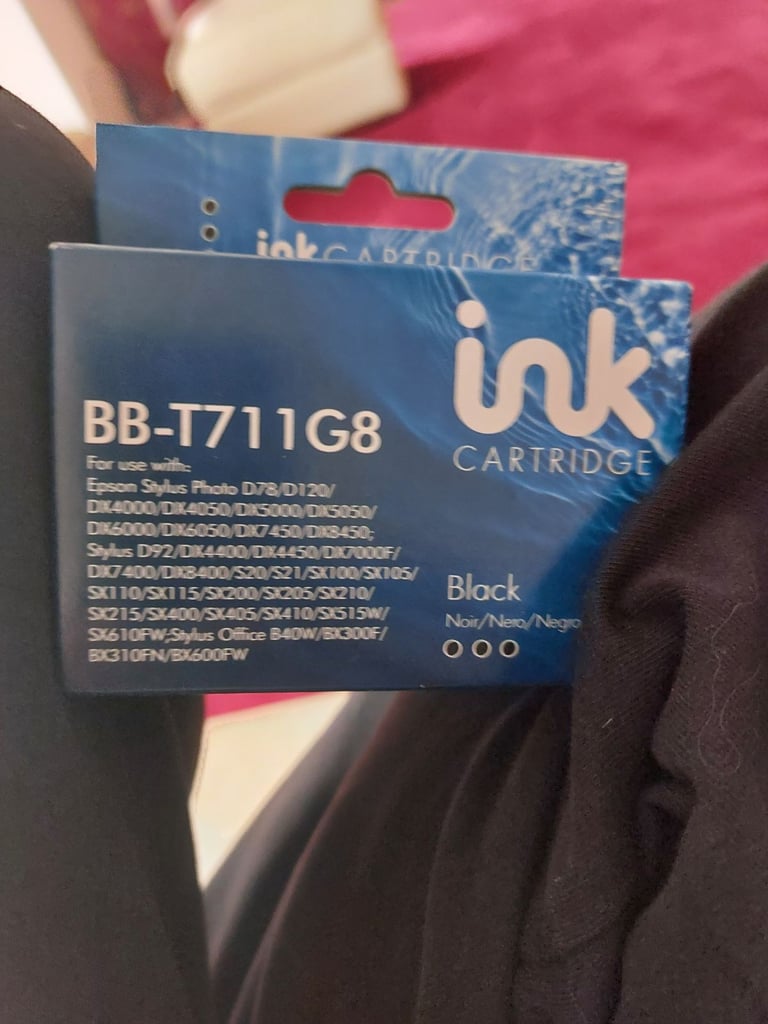 ink CARTRIDGE
ink
CARTRIDGE
BB-T711G8
For use with:
Epson Stylus Photo D78/D120/
DX4000/DX4050/DX5000/DX5050/
DX6000/DX6050/DX7450/DX8450;
Stylus D92/DX4400/DX4450/DX7000F/
DX7400/DX8400/S20/S21/SX100/SX105/
SX110/SX115/SX200/SX205/SX210/
SX215/SX400/SX405/SX410/SX515W/
SX610FW;Stylus Office B40W/BX300F/
BX310FN/BX600FW
Black
Noir/Nero/Negro